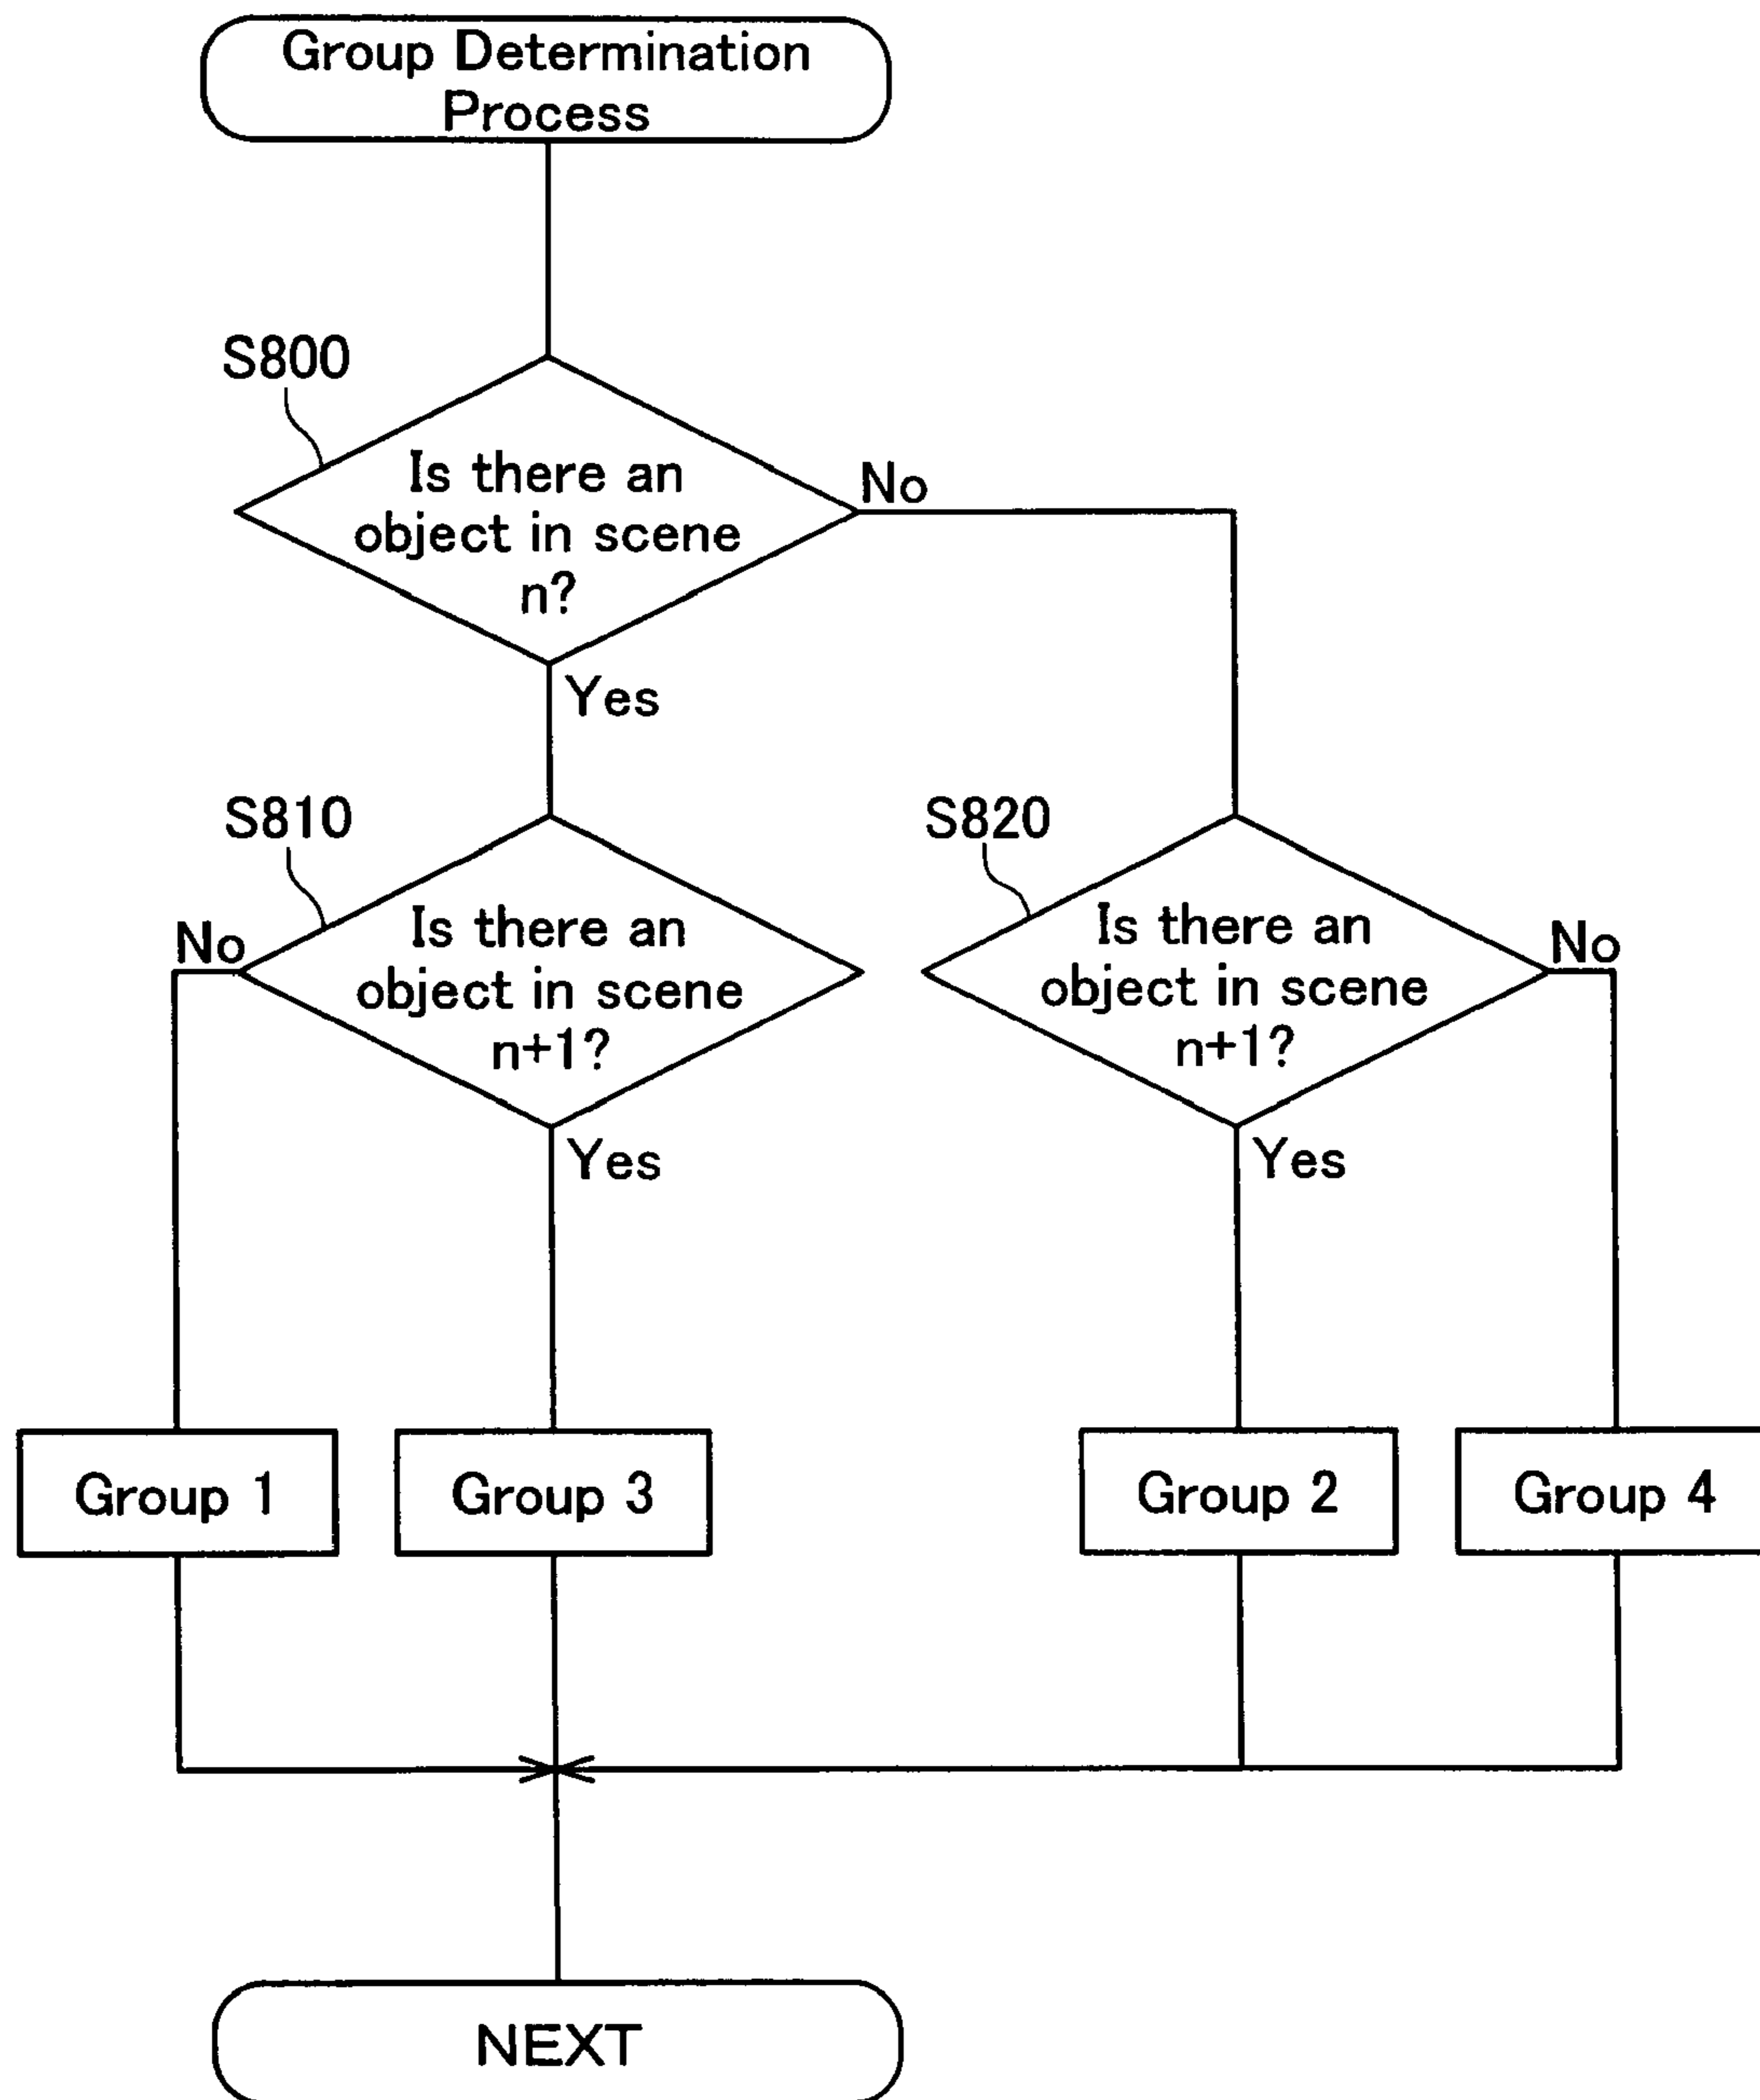 Group Determination
Process
S800
Is there an
object in scene
n?
No
Yes
S810
S820
No
Is there an
object in scene
n+1?
Is there an
object in scene
n+1?
No
Yes
Yes
Group 1
Group 3
Group 2
Group 4
NEXT